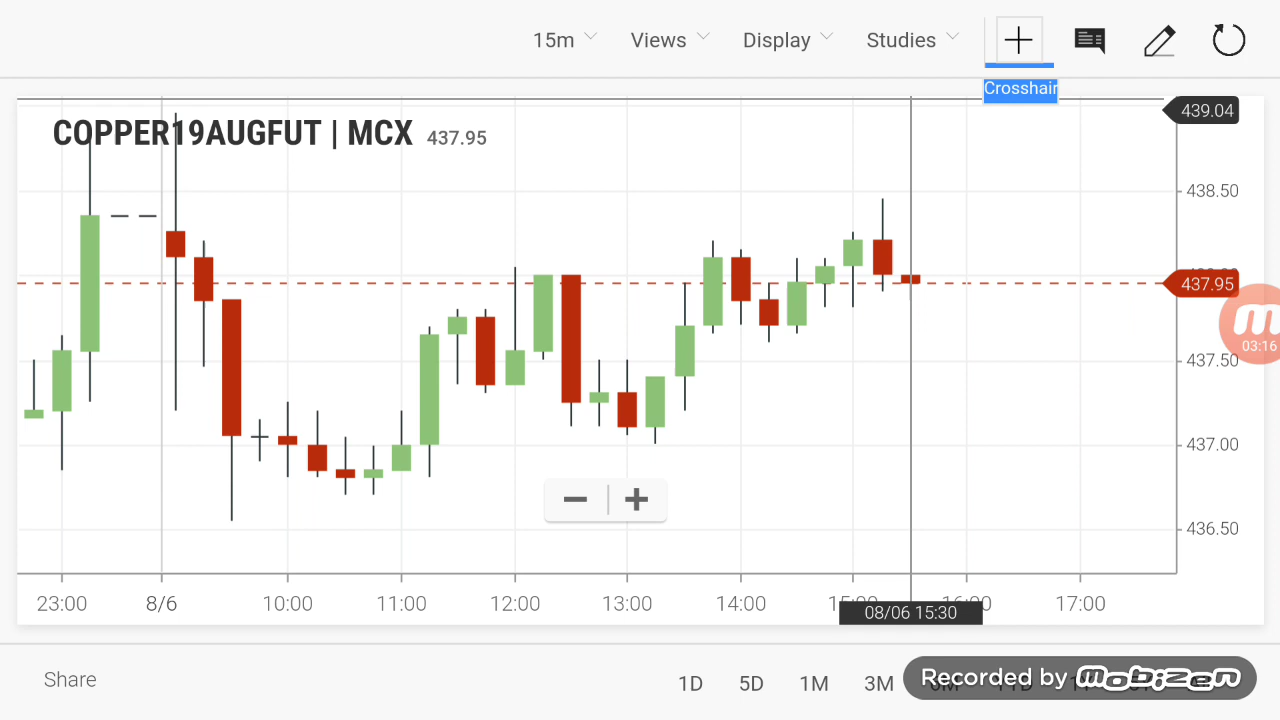 15m Views Display Studies
Crosshair
439.04
COPPER19AUGFUT | MCX 437.95
438.50
437.95
03:16
437.50
437.00
436.50
23:00 8/6 10:00 11:00 12:00 13:00 14:00 17:00
08/06 15:30
Share 1D 5D 1M 3M
Recorded by mobizen